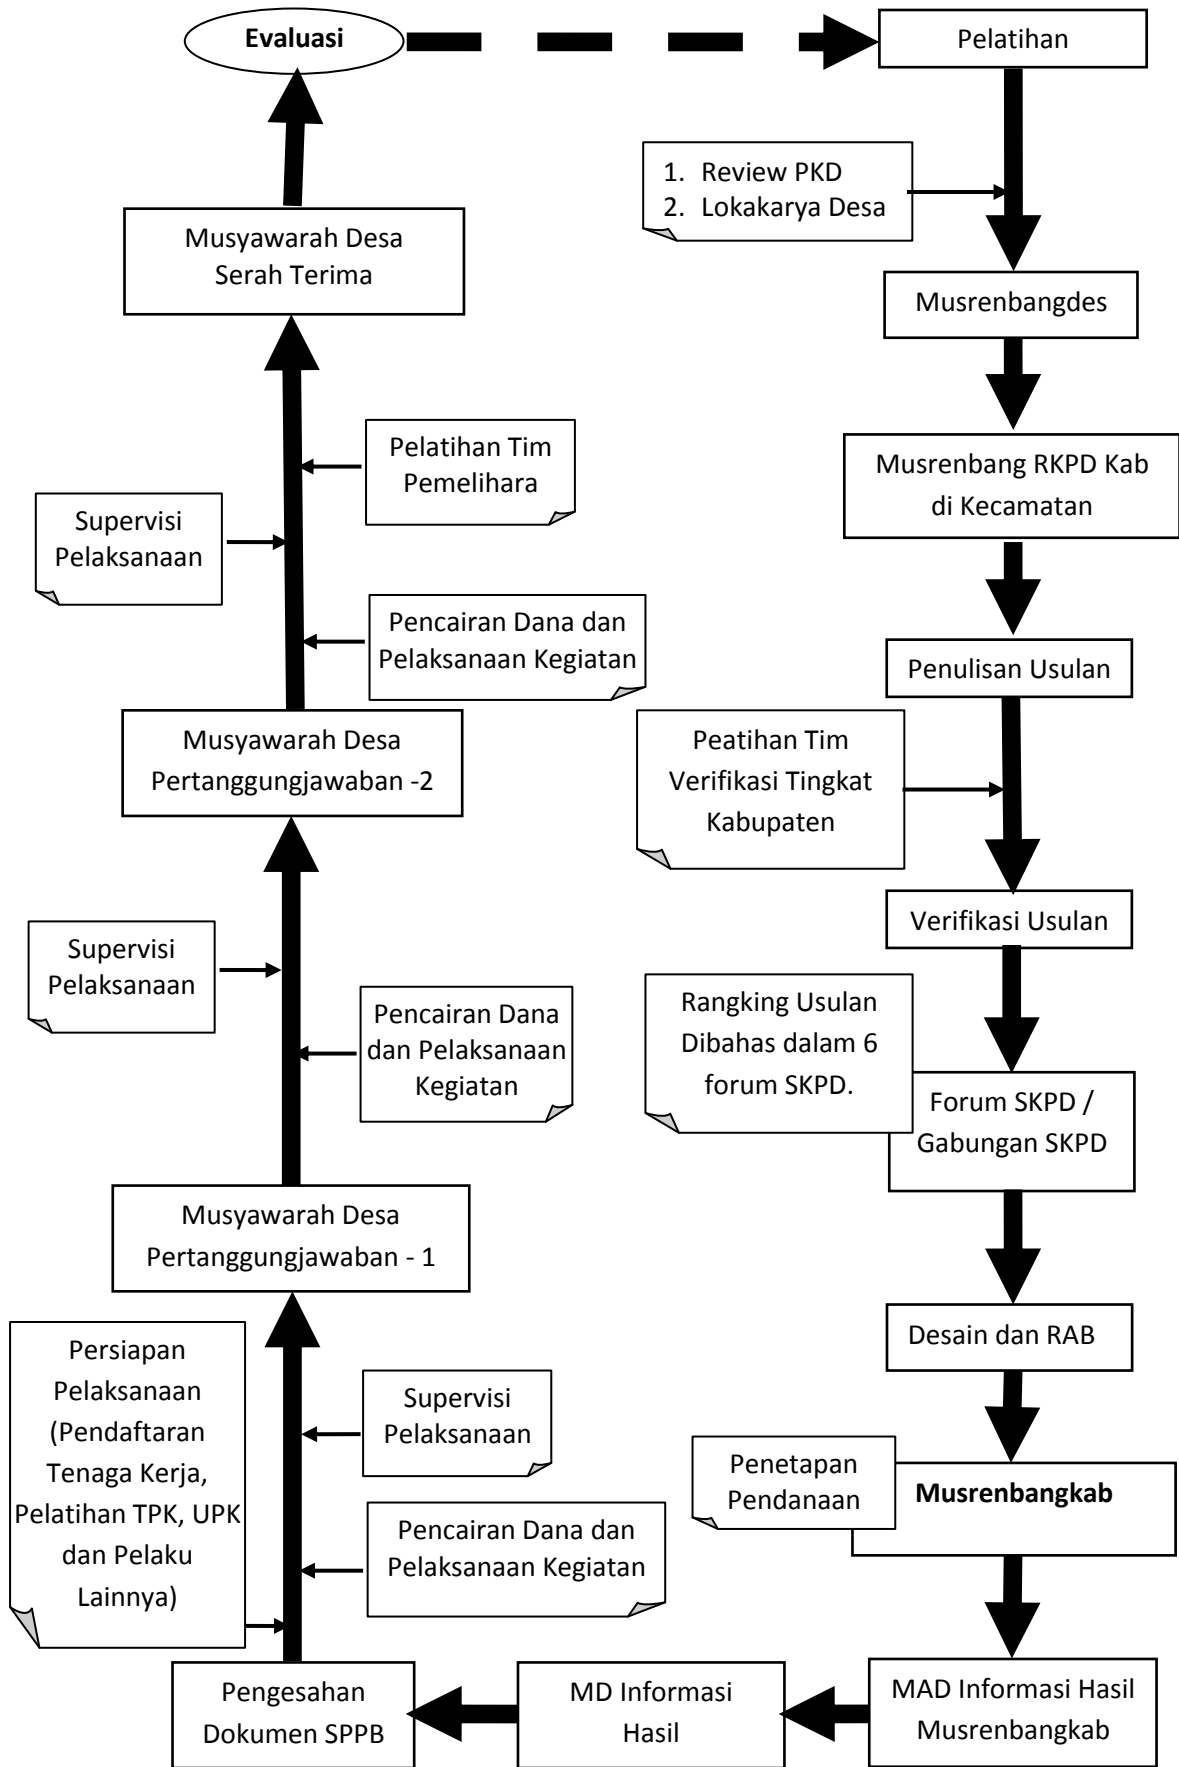 Evaluasi
Pelatihan
1. Review PKD
2. Lokakarya Desa
Musyawarah Desa
Serah Terima
Musrenbangdes
Pelatihan Tim
Pemelihara
Musrenbang RKPD Kab
di Kecamatan
Supervisi
Pelaksanaan
Pencairan Dana dan
Pelaksanaan Kegiatan
Penulisan Usulan
Musyawarah Desa
Pertanggungjawaban -2
Peatihan Tim
Verifikasi Tingkat
Kabupaten
Verifikasi Usulan
Supervisi
Pelaksanaan
Pencairan Dana
dan Pelaksanaan
Kegiatan
Rangking Usulan
Dibahas dalam 6
forum SKPD.
Forum SKPD /
Gabungan SKPD
Musyawarah Desa
Pertanggungjawaban - 1
Desain dan RAB
Persiapan
Pelaksanaan
(Pendaftaran
Tenaga Kerja,
Pelatihan TPK, UPK
dan Pelaku
Lainnya)
Supervisi
Pelaksanaan
Penetapan
Pendanaan
Musrenbangkab
Pencairan Dana dan
Pelaksanaan Kegiatan
Pengesahan
Dokumen SPPB
MD Informasi
Hasil
MAD Informasi Hasil
Musrenbangkab